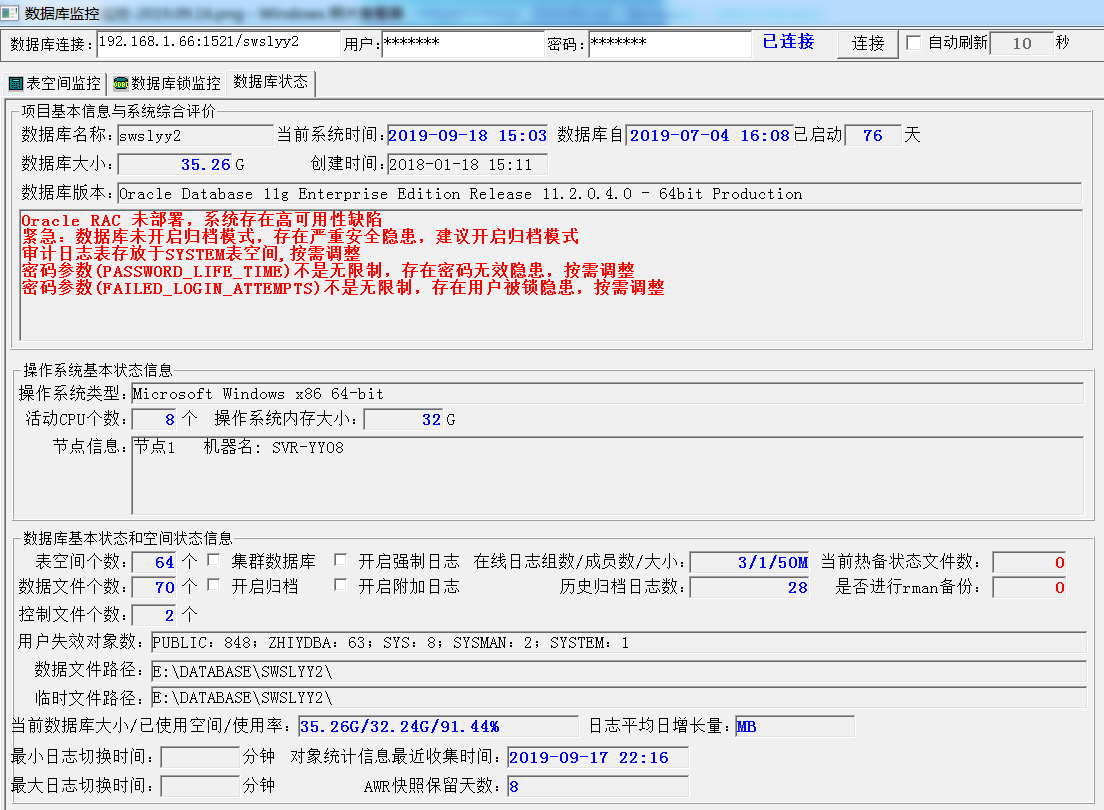 数据库监控
数据库连接: 192.168.1.66:1521/swslyy2 用户: ******* 密码: ******* 已连接 连接 自动刷新 10 秒
表空间监控 数据库锁监控 数据库状态
项目基本信息与系统综合评价
数据库名称: swslyy2 当前系统时间: 2019-09-18 15:03 数据库自 2019-07-04 16:08 已启动 76 天
数据库大小: 35.26 G 创建时间: 2018-01-18 15:11
数据库版本: Oracle Database 11g Enterprise Edition Release 11.2.0.4.0 - 64bit Production
Oracle RAC 未部署，系统存在高可用性缺陷
紧急：数据库未开启归档模式，存在严重安全隐患，建议开启归档模式
审计日志表存放于SYSTEM表空间,按需调整
密码参数(PASSWORD_LIFE_TIME)不是无限制，存在密码无效隐患，按需调整
密码参数(FAILED_LOGIN_ATTEMPTS)不是无限制，存在用户被锁隐患，按需调整
操作系统基本状态信息
操作系统类型: Microsoft Windows x86 64-bit
活动CPU个数: 8 个 操作系统内存大小: 32 G
节点信息: 节点1 机器名: SVR-YY08
数据库基本状态和空间状态信息
表空间个数: 64 个 集群数据库 开启强制日志 在线日志组数/成员数/大小: 3/1/50M 当前热备状态文件数: 0
数据文件个数: 70 个 开启归档 开启附加日志 历史归档日志数: 28 是否进行rman备份: 0
控制文件个数: 2 个
用户失效对象数: PUBLIC: 848; ZHIYDBA: 63; SYS: 8; SYSMAN: 2; SYSTEM: 1
数据文件路径: E:\DATABASE\SWSLYY2\
临时文件路径: E:\DATABASE\SWSLYY2\
当前数据库大小/已使用空间/使用率: 35.26G/32.24G/91.44% 日志平均日增长量: MB
最小日志切换时间: 分钟 对象统计信息最近收集时间: 2019-09-17 22:16
最大日志切换时间: 分钟 AWR快照保留天数: 8